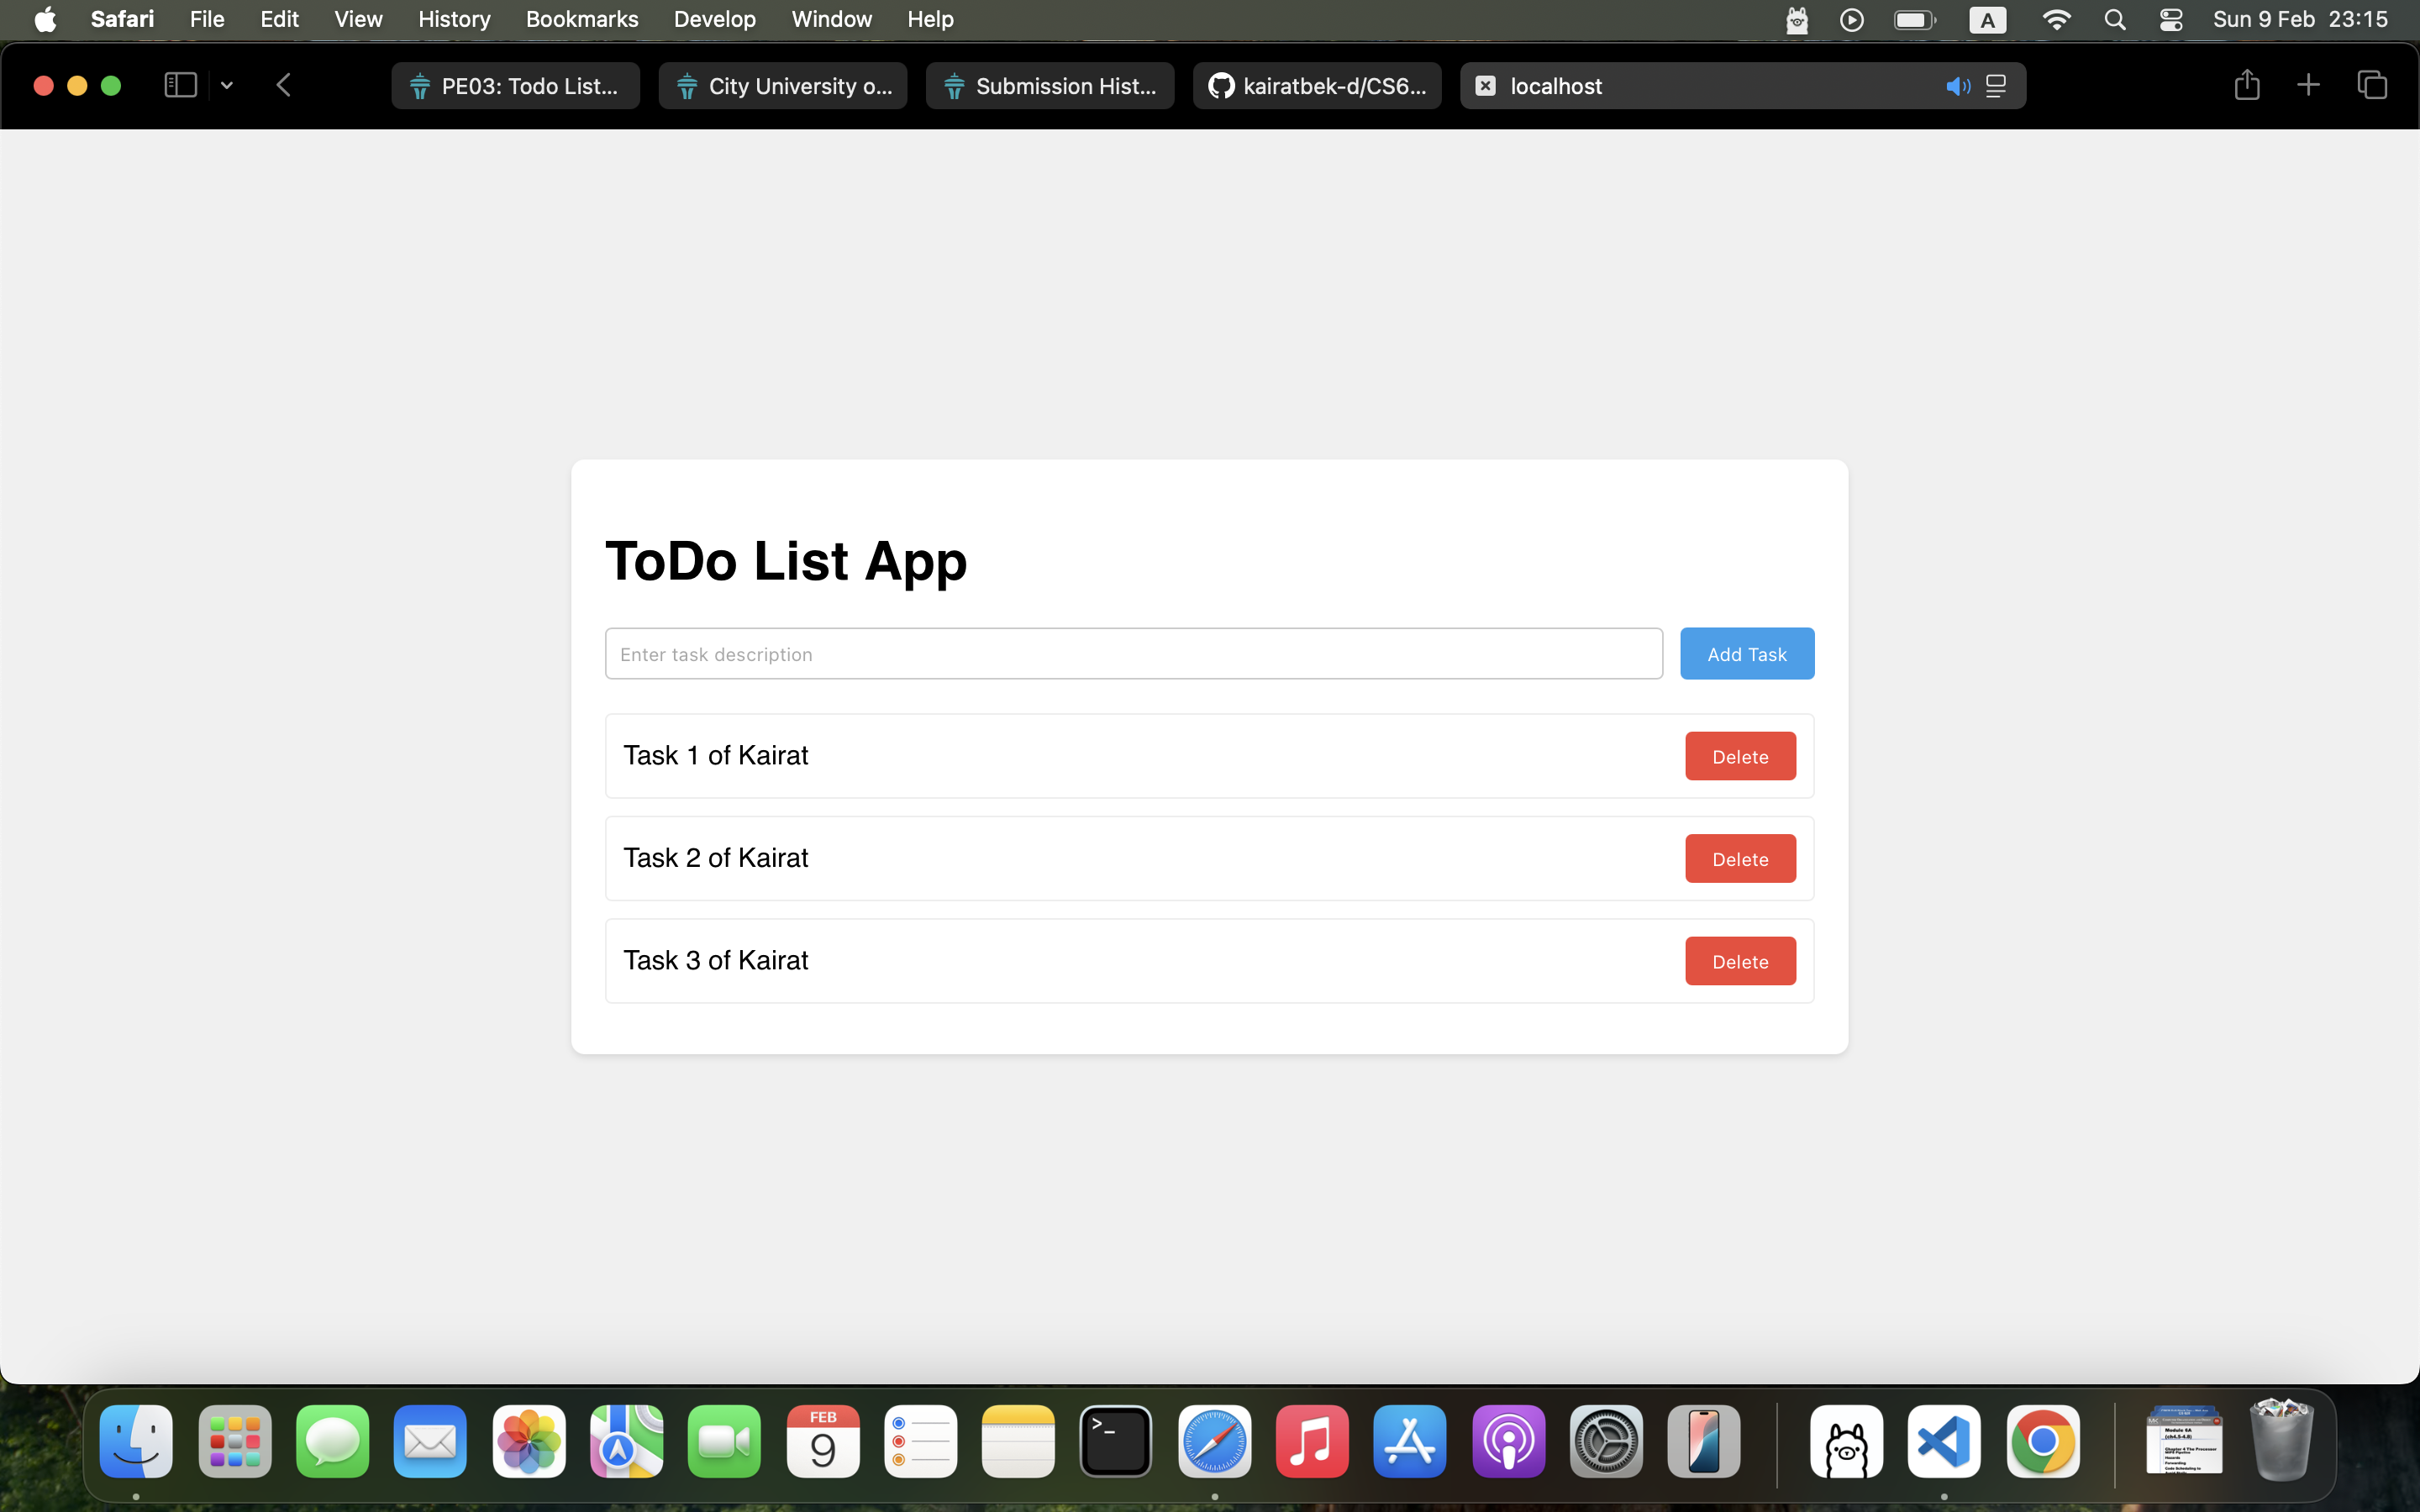 Safari File Edit View History Bookmarks Develop Window Help A Sun 9 Feb 23:15
PE03: Todo List... City University o... Submission Hist... kairatbek-d/CS6... localhost
ToDo List App
Enter task description Add Task
Task 1 of Kairat Delete
Task 2 of Kairat Delete
Task 3 of Kairat Delete
FEB
9